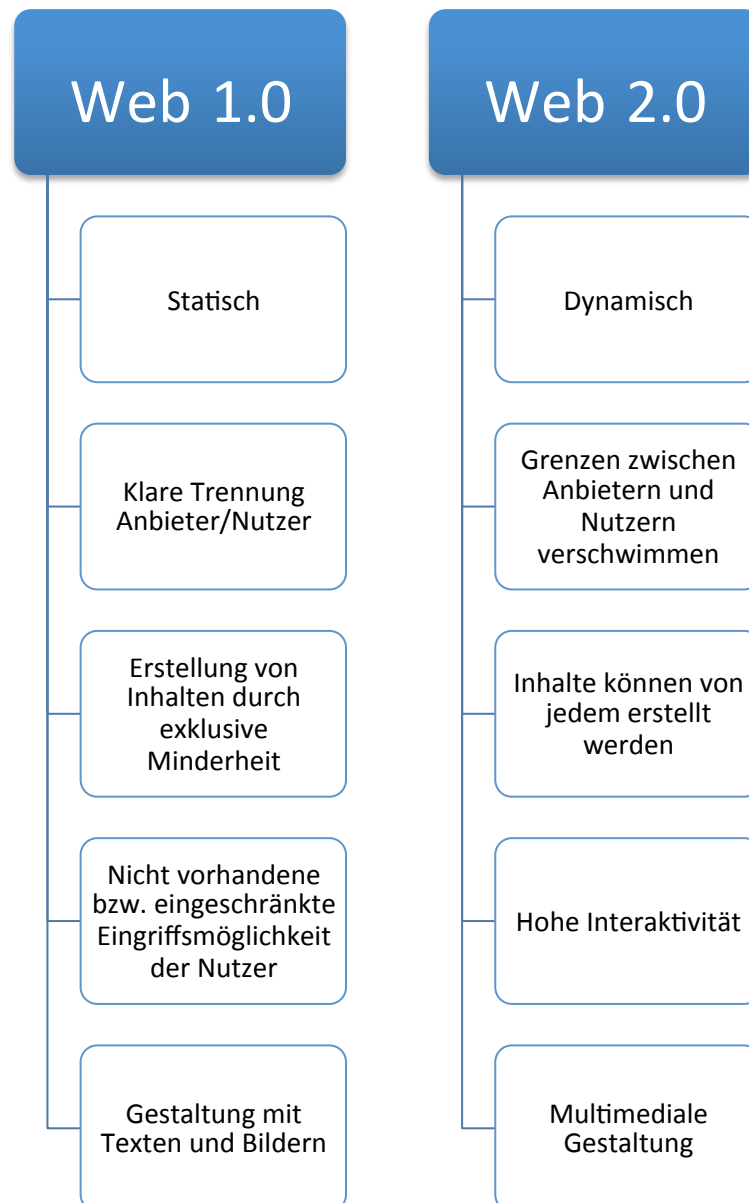 Web 1.0
Statisch
Klare Trennung
Anbieter/Nutzer
Erstellung von
Inhalten durch
exklusive
Minderheit
Nicht vorhandene
bzw. eingeschränkte
Eingriffsmöglichkeit
der Nutzer
Gestaltung mit
Texten und Bildern
Web 2.0
Dynamisch
Grenzen zwischen
Anbietern und
Nutzern
verschwimmen
Inhalte können von
jedem erstellt
werden
Hohe Interaktivität
Multimediale
Gestaltung